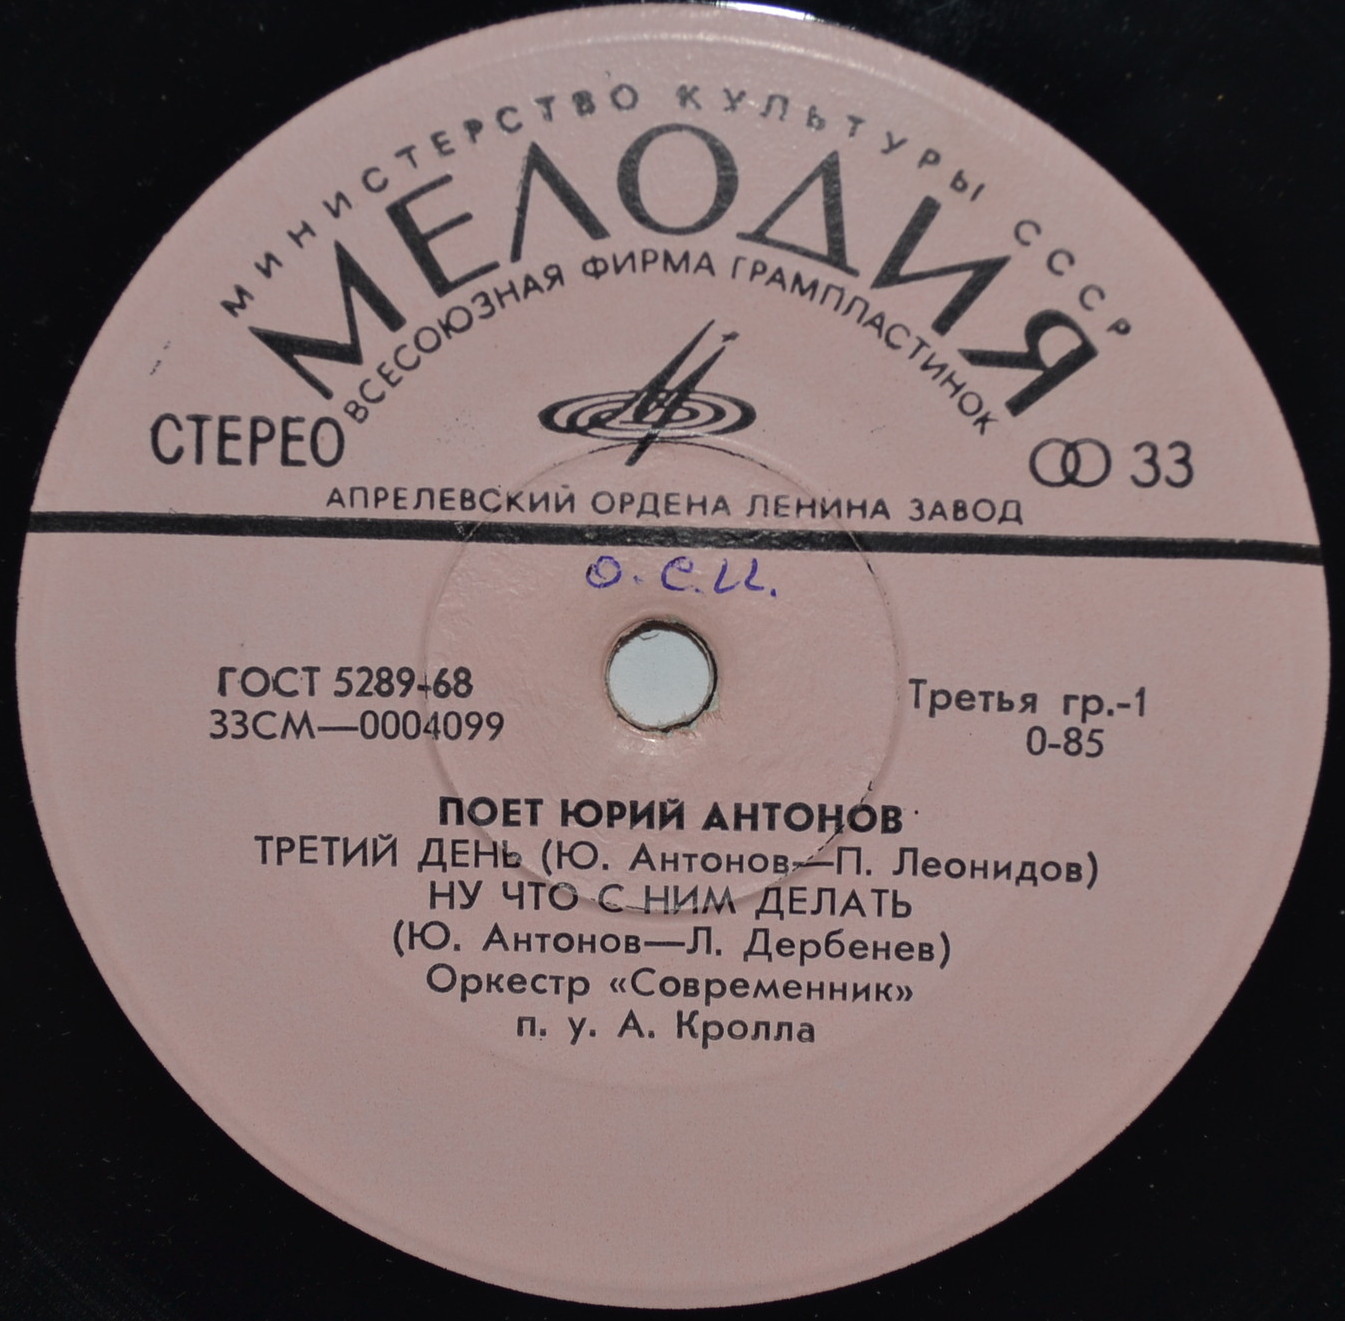 МИНИСТЕРСТВО КУЛЬТУРЫ СССР
МЕЛОДИЯ
ВСЕСОЮЗНАЯ ФИРМА ГРАМПЛАСТИНОК
СТЕРЕО
33
АПРЕЛЕВСКИЙ ОРДЕНА ЛЕНИНА ЗАВОД
О.С.И.
ГОСТ 5289-68
33СМ—0004099
Третья гр.-1
0-85
ПОЕТ ЮРИЙ АНТОНОВ
ТРЕТИЙ ДЕНЬ (Ю. Антонов—П. Леонидов)
НУ ЧТО С НИМ ДЕЛАТЬ
(Ю. Антонов—Л. Дербенев)
Оркестр «Современник»
п. у. А. Кролла